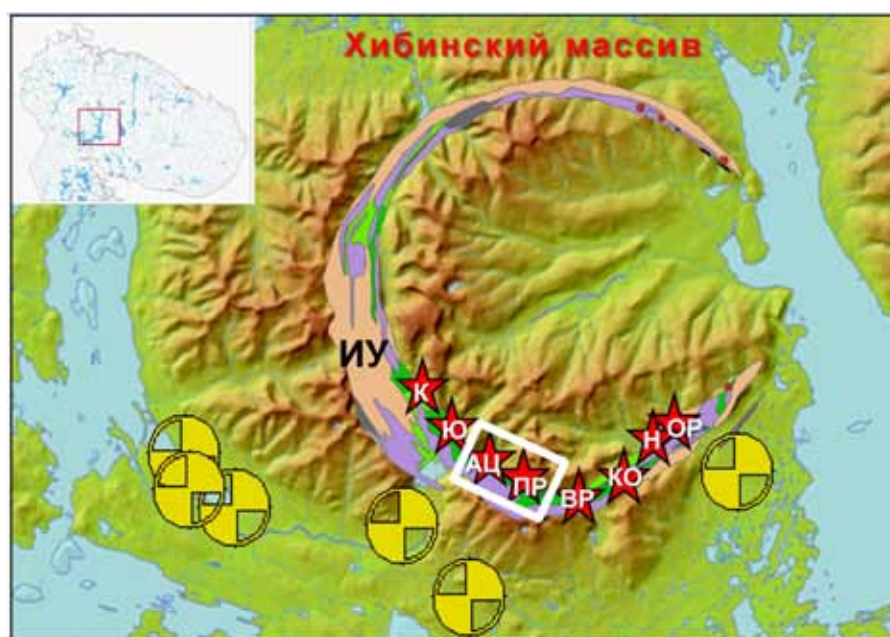 Хибинский массив
ИУ
К
Ю
АЦ
ПР
ВР
КО
Н
ОР